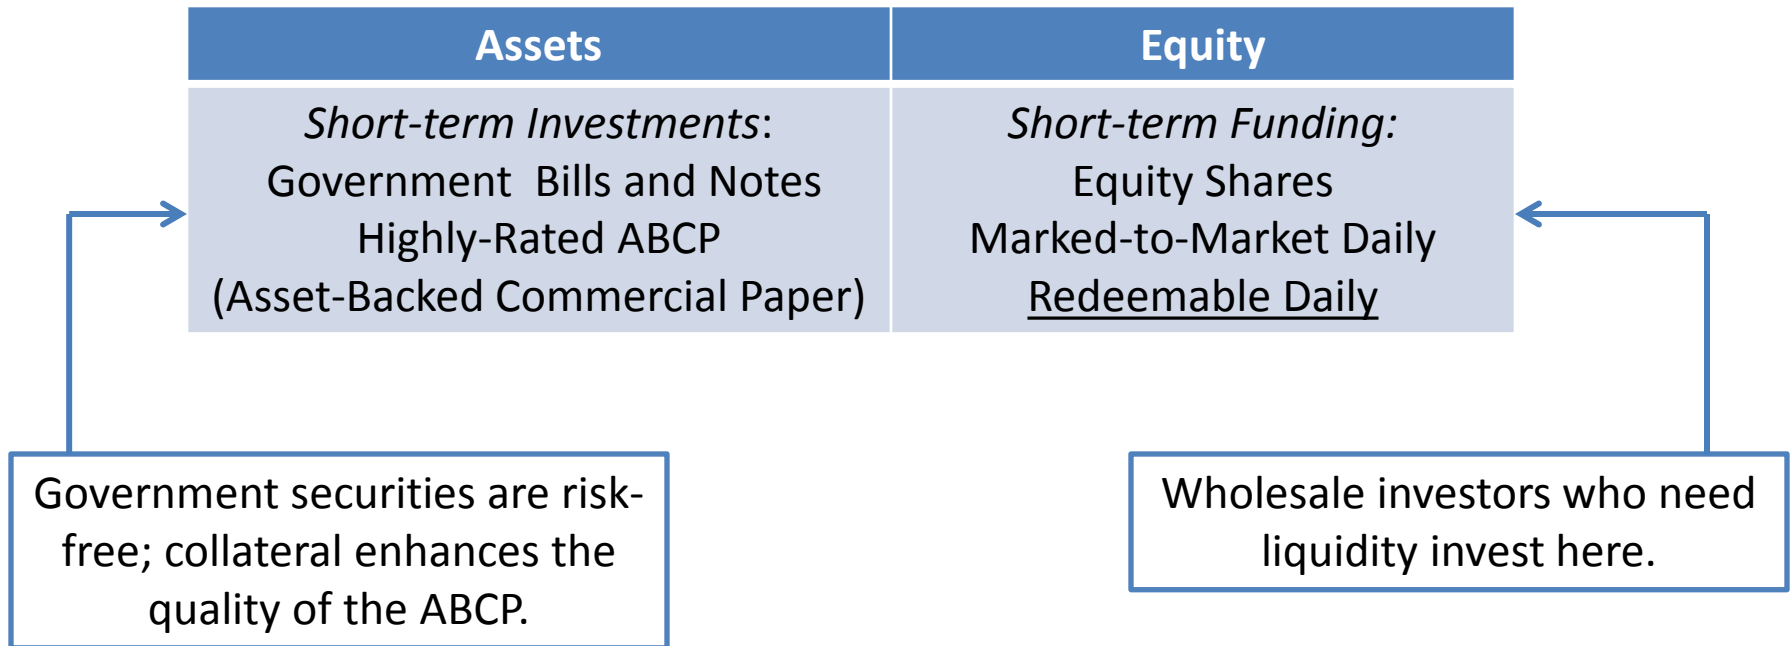 Assets
Equity
Short-term Investments:
Government Bills and Notes
Highly-Rated ABCP
(Asset-Backed Commercial Paper)
Short-term Funding:
Equity Shares
Marked-to-Market Daily
Redeemable Daily
Government securities are risk-
free; collateral enhances the
quality of the ABCP.
Wholesale investors who need
liquidity invest here.